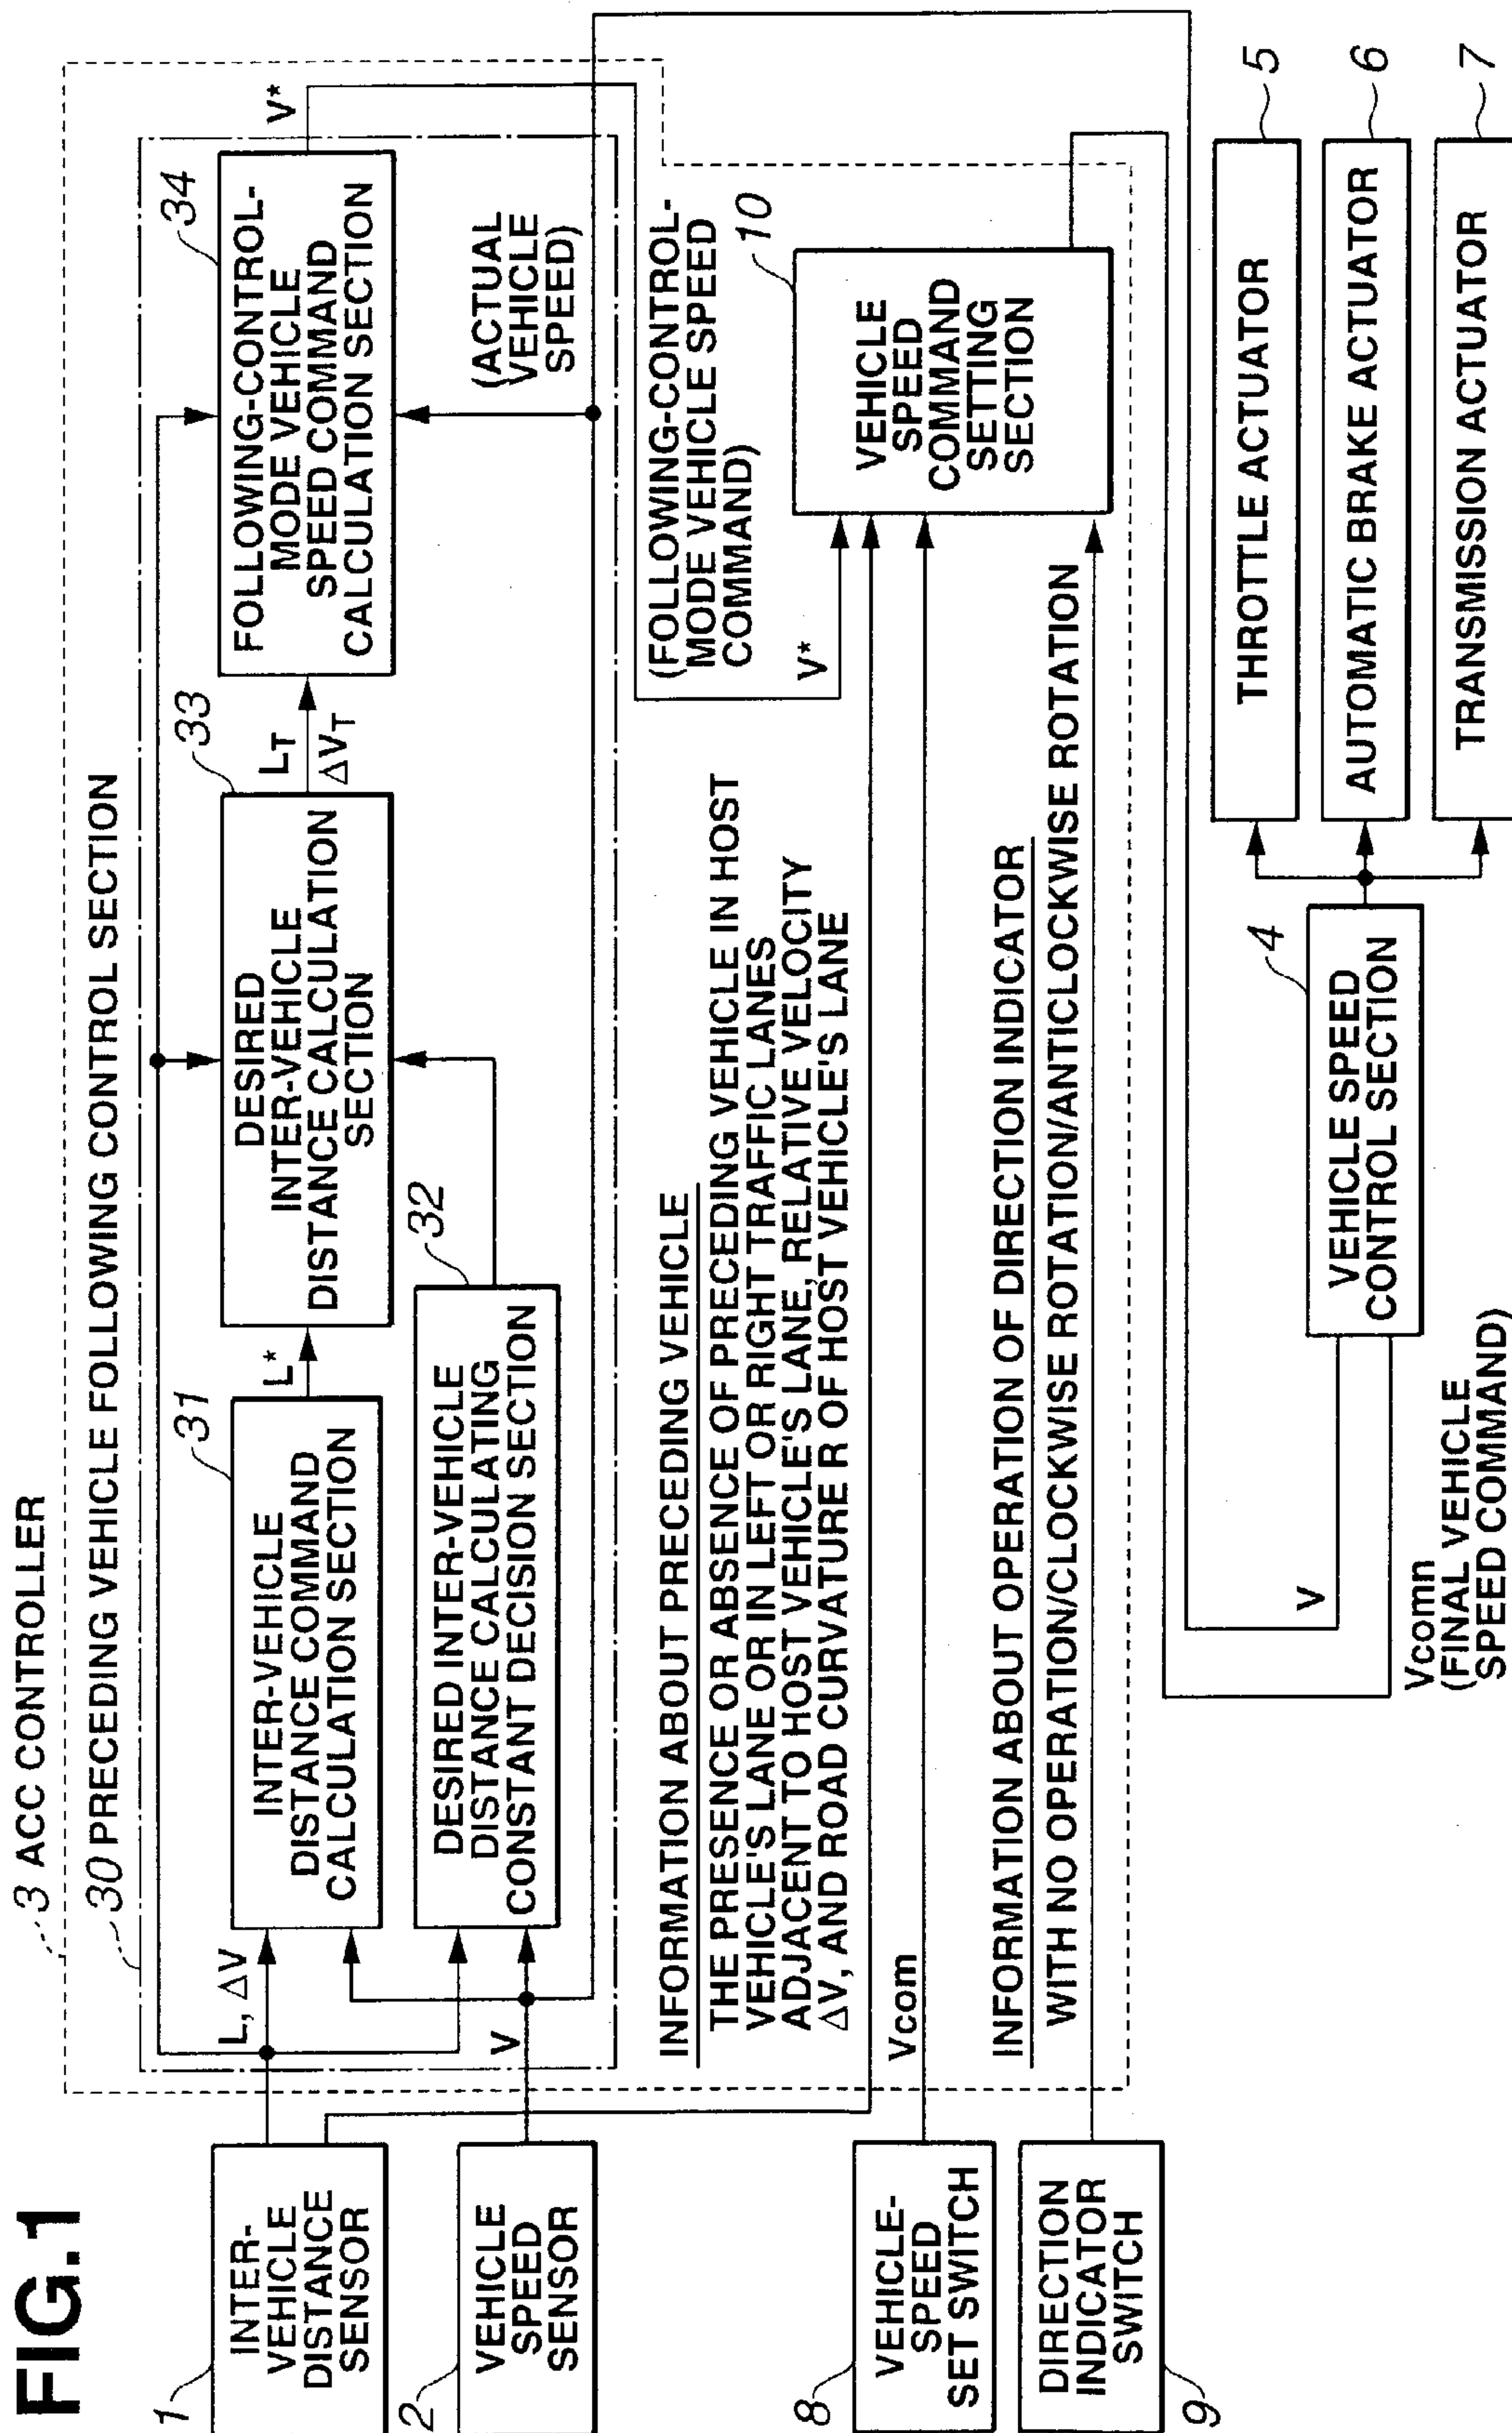 FIG.1
3 ACC CONTROLLER
30 PRECEDING VEHICLE FOLLOWING CONTROL SECTION
1
INTER-
VEHICLE
DISTANCE
SENSOR
2
VEHICLE
SPEED
SENSOR
L, ΔV
V
31
INTER-VEHICLE
DISTANCE COMMAND
CALCULATION SECTION
L*
32
DESIRED INTER-VEHICLE
DISTANCE CALCULATING
CONSTANT DECISION SECTION
33
DESIRED
INTER-VEHICLE
DISTANCE CALCULATION
SECTION
LT
ΔVT
34
FOLLOWING-CONTROL-
MODE VEHICLE
SPEED COMMAND
CALCULATION SECTION
V*
(ACTUAL
VEHICLE
SPEED)
INFORMATION ABOUT PRECEDING VEHICLE
THE PRESENCE OR ABSENCE OF PRECEDING VEHICLE IN HOST
VEHICLE'S LANE OR IN LEFT OR RIGHT TRAFFIC LANES
ADJACENT TO HOST VEHICLE'S LANE, RELATIVE VELOCITY
ΔV, AND ROAD CURVATURE R OF HOST VEHICLE'S LANE
(FOLLOWING-CONTROL-
MODE VEHICLE SPEED
COMMAND)
V*
10
VEHICLE
SPEED
COMMAND
SETTING
SECTION
8
VEHICLE-
SPEED
SET SWITCH
Vcom
9
DIRECTION
INDICATOR
SWITCH
INFORMATION ABOUT OPERATION OF DIRECTION INDICATOR
WITH NO OPERATION/CLOCKWISE ROTATION/ANTICLOCKWISE ROTATION
V
Vcomn
(FINAL VEHICLE
SPEED COMMAND)
4
VEHICLE SPEED
CONTROL SECTION
THROTTLE ACTUATOR
5
AUTOMATIC BRAKE ACTUATOR
6
TRANSMISSION ACTUATOR
7